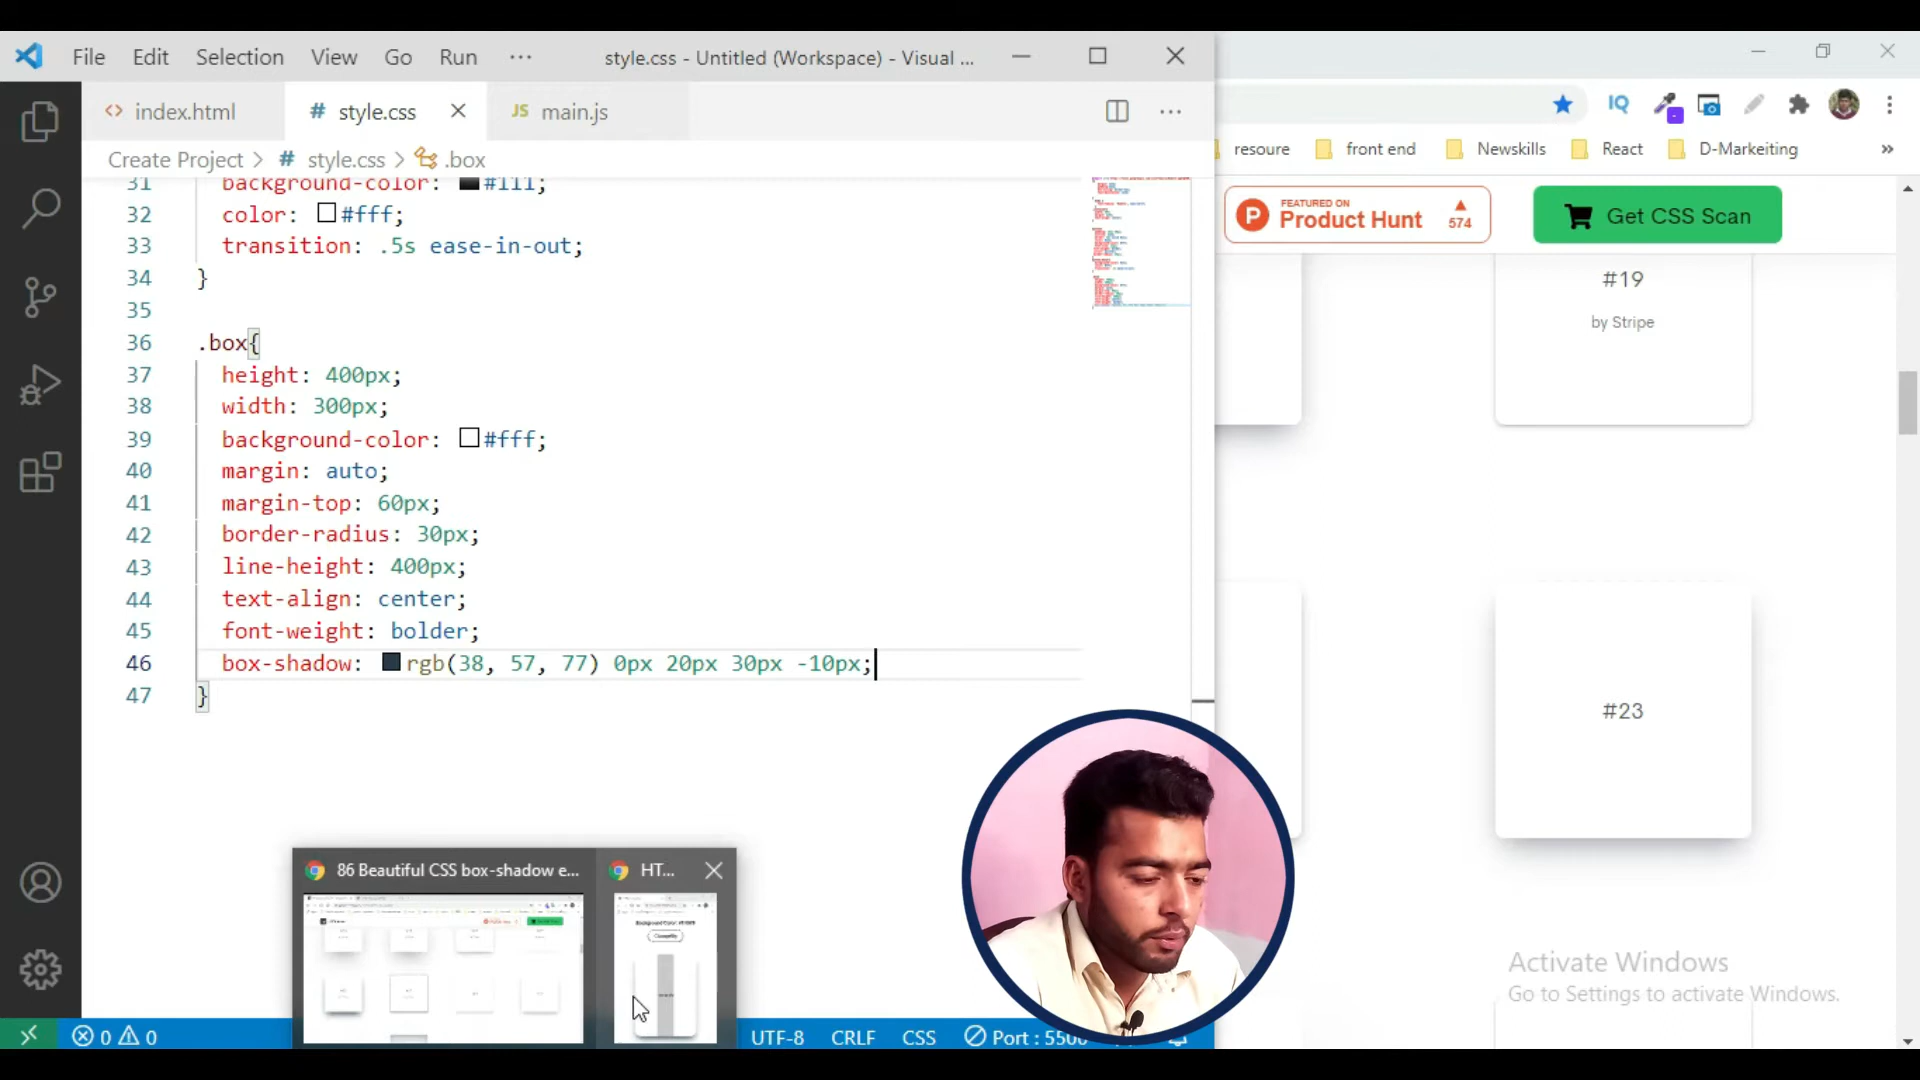 File Edit Selection View Go Run ··· style.css - Untitled (Workspace) - Visual ...
index.html # style.css JS main.js ···
Create Project > # style.css > .box
resoure front end Newskills React D-Markeiting »
31 background-color: #111;
32 color: #fff;
33 transition: .5s ease-in-out;
34 }
35
36 .box{
37 height: 400px;
38 width: 300px;
39 background-color: #fff;
40 margin: auto;
41 margin-top: 60px;
42 border-radius: 30px;
43 line-height: 400px;
44 text-align: center;
45 font-weight: bolder;
46 box-shadow: rgb(38, 57, 77) 0px 20px 30px -10px;
47 }
IQ
P FEATURED ON
Product Hunt
574
Get CSS Scan
#19
by Stripe
#23
86 Beautiful CSS box-shadow e... HT...
Activate Windows
Go to Settings to activate Windows.
0 0 UTF-8 CRLF CSS Port : 5500